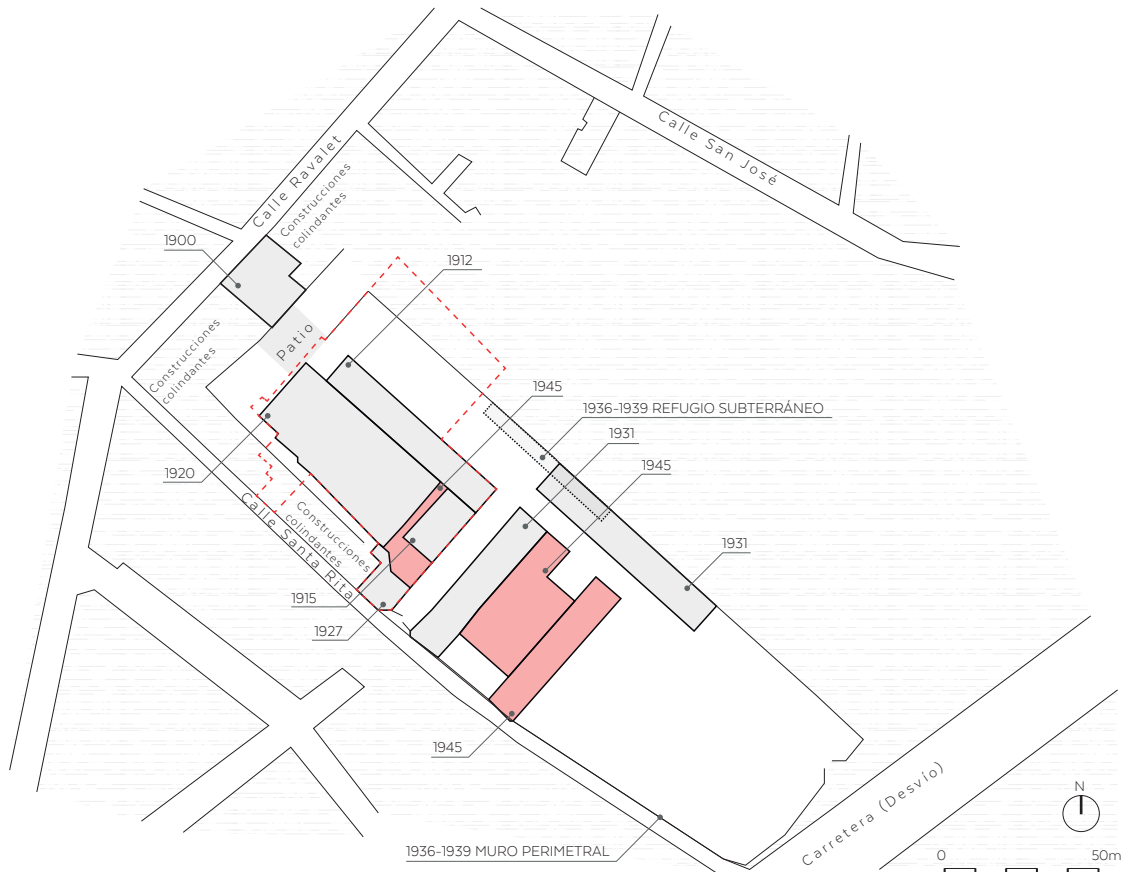 Calle San José
Calle Ravalet
Construcciones
colindantes
1900
1912
Patio
Construcciones
colindantes
1945
1936-1939 REFUGIO SUBTERRÁNEO
1931
1945
1920
Calle Santa Rita
Construcciones
colindantes
1931
1915
1927
1945
Carretera (Desvío)
N
1936-1939 MURO PERIMETRAL
0 50m